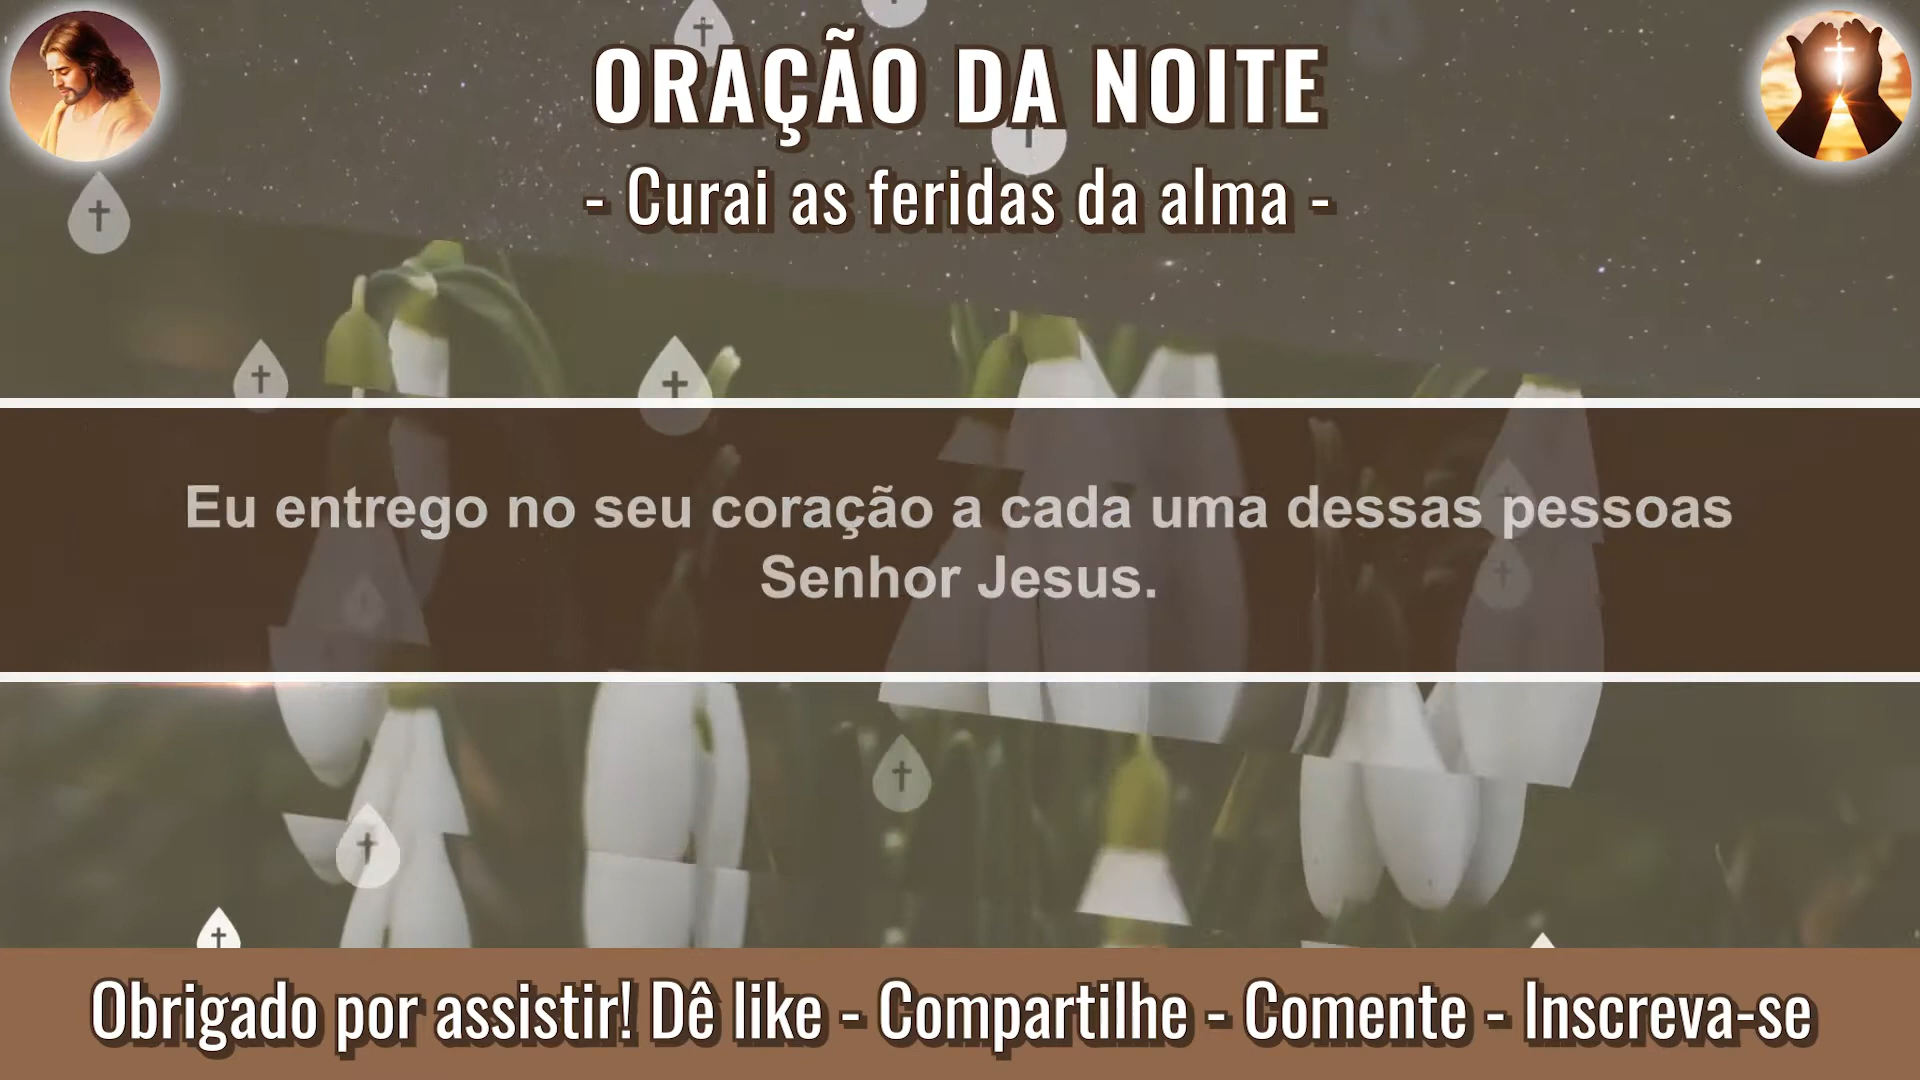 ORAÇÃO DA NOITE
- Curai as feridas da alma -
Eu entrego no seu coração a cada uma dessas pessoas
Senhor Jesus.
Obrigado por assistir! Dê like - Compartilhe - Comente - Inscreva-se